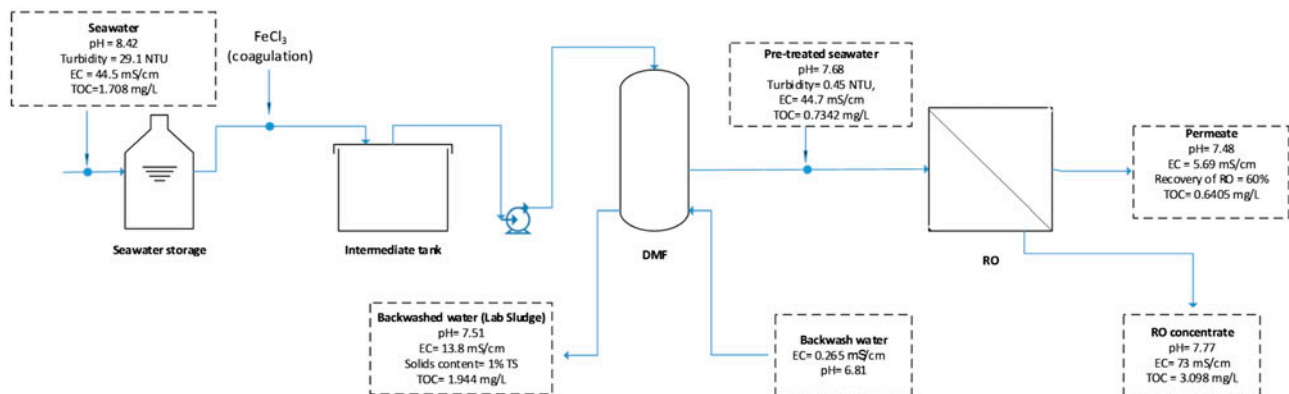 Seawater
pH = 8.42
Turbidity = 29.1 NTU
EC = 44.5 mS/cm
TOC=1.708 mg/L
FeCl₃
(coagulation)
Seawater storage
Intermediate tank
DMF
Pre-treated seawater
pH= 7.68
Turbidity= 0.45 NTU,
EC= 44.7 mS/cm
TOC= 0.7342 mg/L
RO
Permeate
pH= 7.48
EC = 5.69 mS/cm
Recovery of RO = 60%
TOC= 0.6405 mg/L
Backwashed water (Lab Sludge)
pH= 7.51
EC= 13.8 mS/cm
Solids content= 1% TS
TOC= 1.944 mg/L
Backwash water
EC= 0.265 mS/cm
pH= 6.81
RO concentrate
pH= 7.77
EC= 73 mS/cm
TOC = 3.098 mg/L